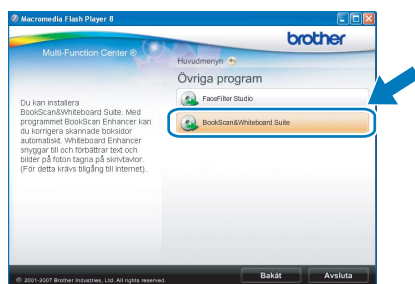 Macromedia Flash Player 8
brother
Multi-Function Center ®
Huvudmenyn
Övriga program
FaceFilter Studio
BookScan&Whiteboard Suite
Du kan installera
BookScan&Whiteboard Suite. Med
programmet BookScan Enhancer kan
du korrigera skannade boksidor
automatiskt. Whiteboard Enhancer
snyggar till och förbättrar text och
bilder på foton tagna på skrivtavlor.
(För detta krävs tillgång till Internet).
© 2001-2007 Brother Industries, Ltd. All rights reserved.
Bakåt
Avsluta